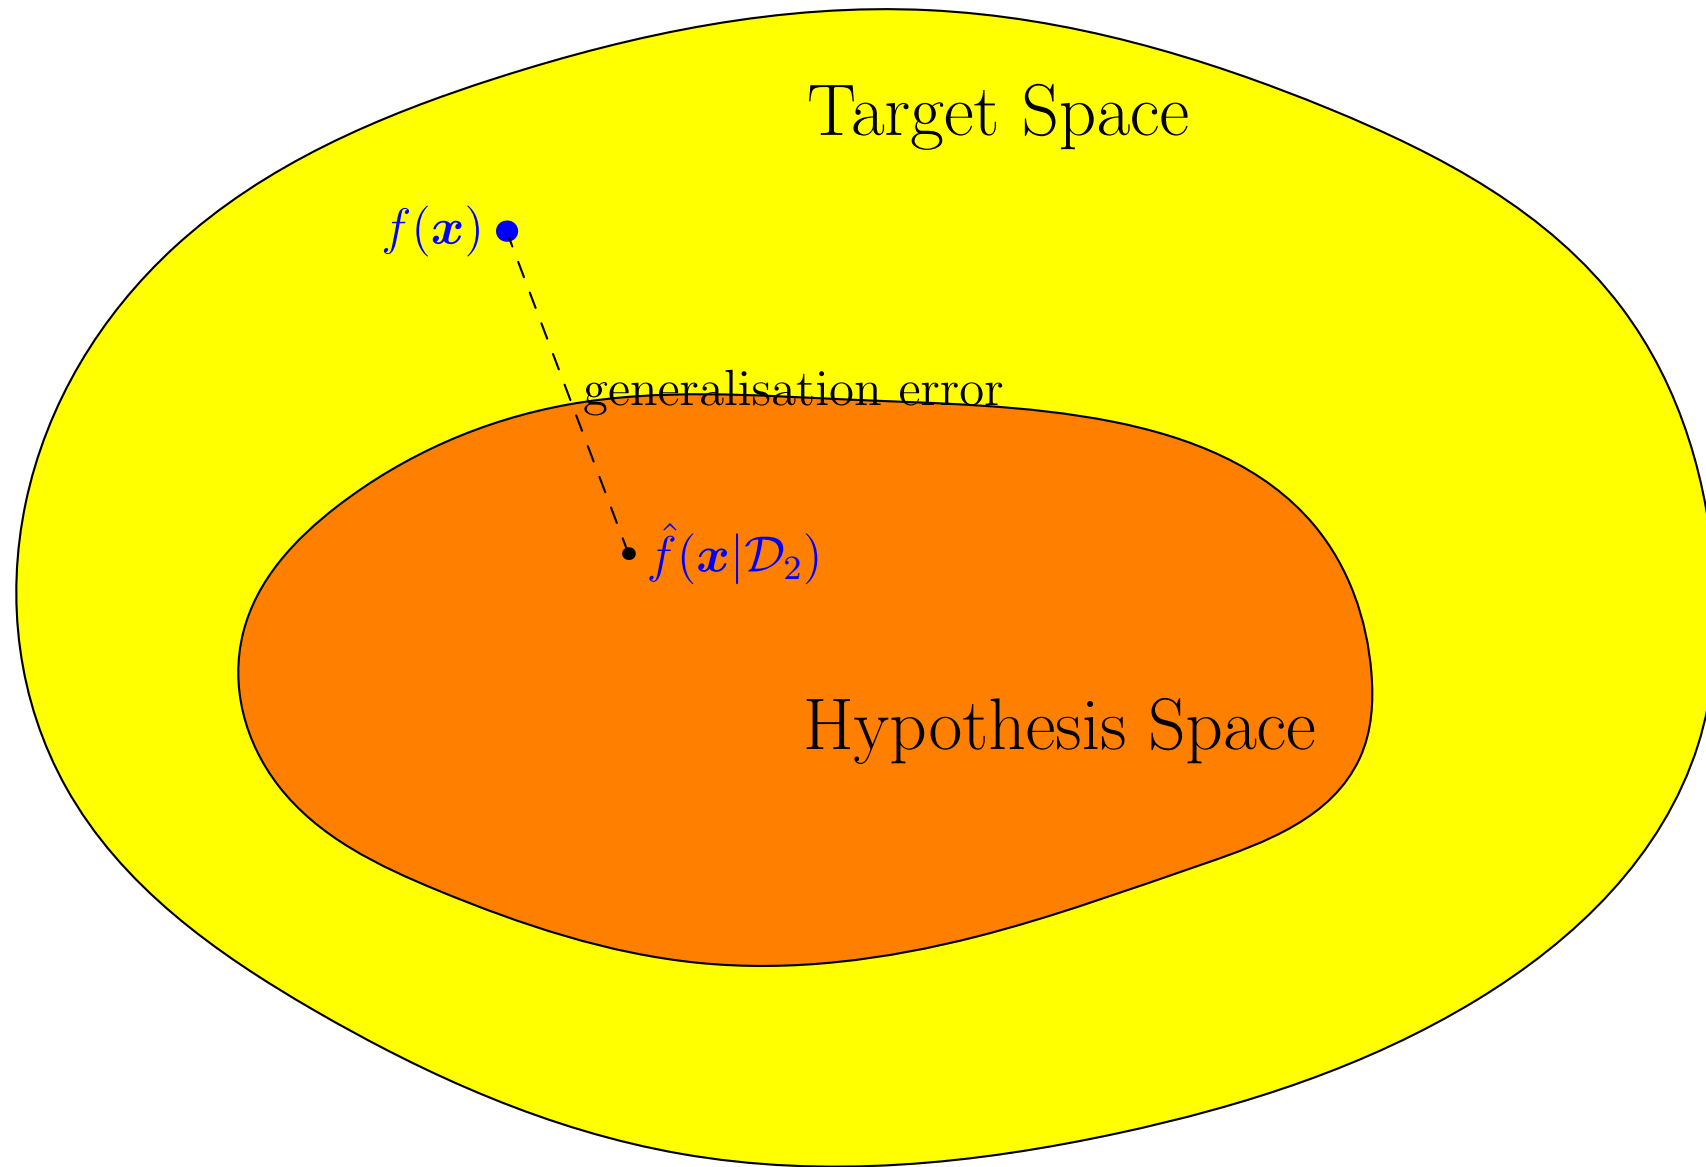 Target Space
f(x)
generalisation error
f̂(x|𝒟₂)
Hypothesis Space